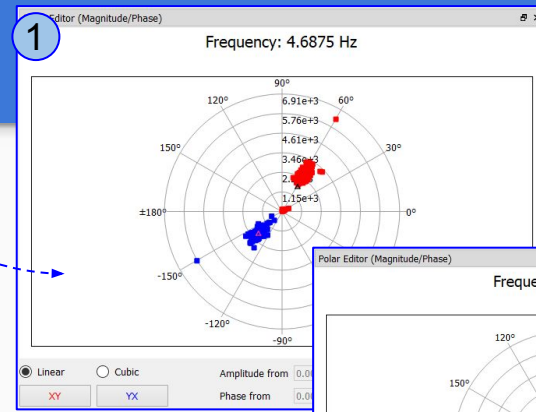 1
Editor (Magnitude/Phase)
Frequency: 4.6875 Hz
90°
120°
6.91e+3
60°
5.76e+3
4.61e+3
150°
3.46e+3
30°
1.15e+3
±180°
0°
-150°
-120°
-90°
Linear
Cubic
Amplitude from
XY
YX
Phase from
Polar Editor (Magnitude/Phase)
Freque
120°
150°